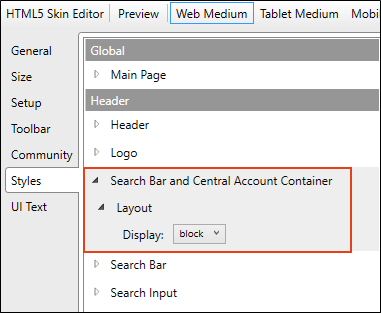 HTML5 Skin Editor Preview Web Medium Tablet Medium Mobi
General
Size
Setup
Toolbar
Community
Styles
UI Text
Global
Main Page
Header
Header
Logo
Search Bar and Central Account Container
Layout
Display: block
Search Bar
Search Input